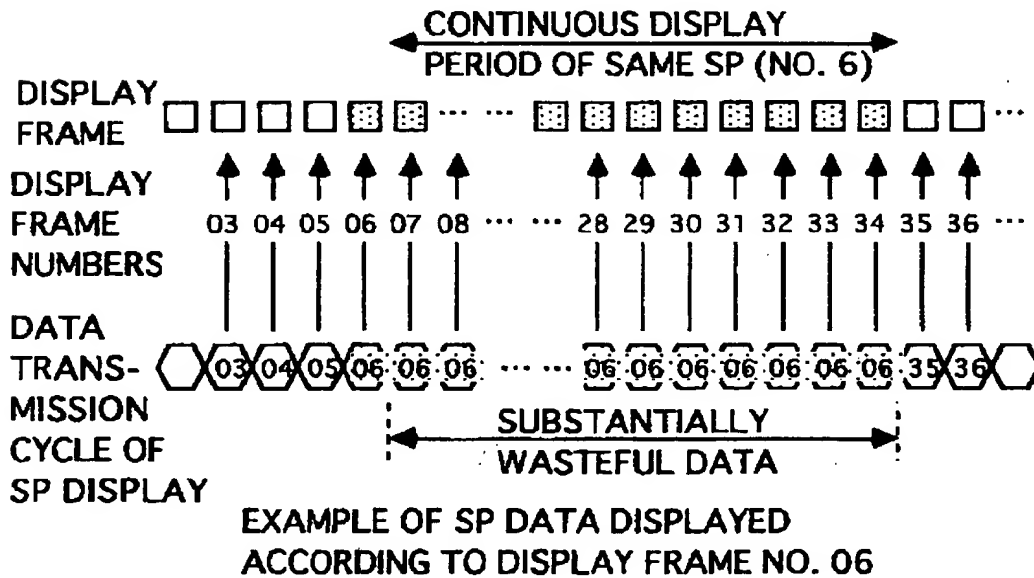 CONTINUOUS DISPLAY
PERIOD OF SAME SP (NO. 6)
DISPLAY
FRAME
··· ···
···
DISPLAY
FRAME
NUMBERS
03 04 05 06 07 08 ··· ··· 28 29 30 31 32 33 34 35 36 ···
DATA
TRANS-
MISSION
CYCLE OF
SP DISPLAY
03 04 05 06 06 06 ··· ··· 06 06 06 06 06 06 06 35 36
SUBSTANTIALLY
WASTEFUL DATA
EXAMPLE OF SP DATA DISPLAYED
ACCORDING TO DISPLAY FRAME NO. 06